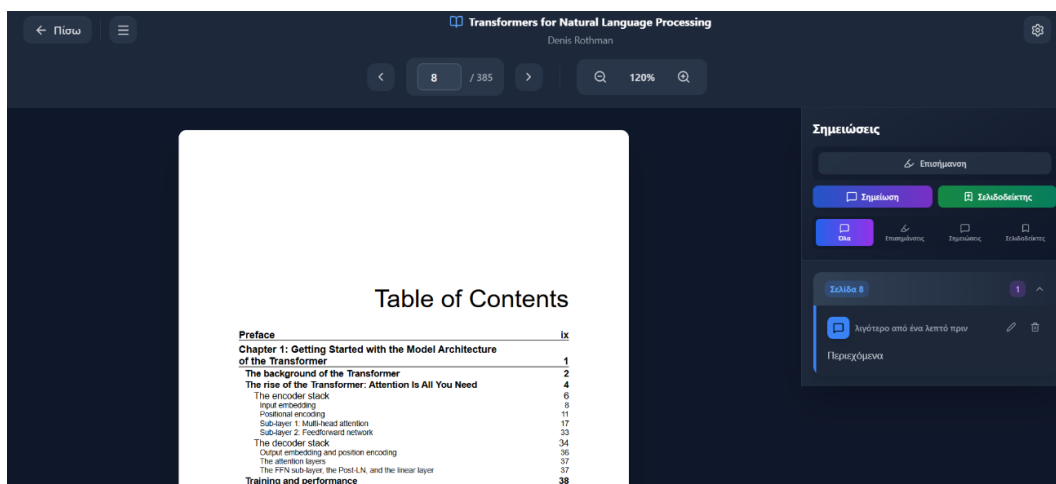 Πίσω
Transformers for Natural Language Processing
Denis Rothman
8 / 385
120%
Table of Contents
Preface ix
Chapter 1: Getting Started with the Model Architecture
of the Transformer 1
The background of the Transformer 2
The rise of the Transformer: Attention Is All You Need 4
The encoder stack 6
Input embedding 8
Positional encoding 11
Sub-layer 1: Multi-head attention 17
Sub-layer 2: Feedforward network 33
The decoder stack 34
Output embedding and position encoding 36
The attention layers 37
The FFN sub-layer, the Post-LN, and the linear layer 37
Training and performance 38
Σημειώσεις
Επισήμανση
Σημείωση Σελιδοδείκτης
Όλα Επισημάνσεις Σημειώσεις Σελιδοδείκτες
Σελίδα 8 1
λιγότερο από ένα λεπτό πριν
Περιεχόμενα